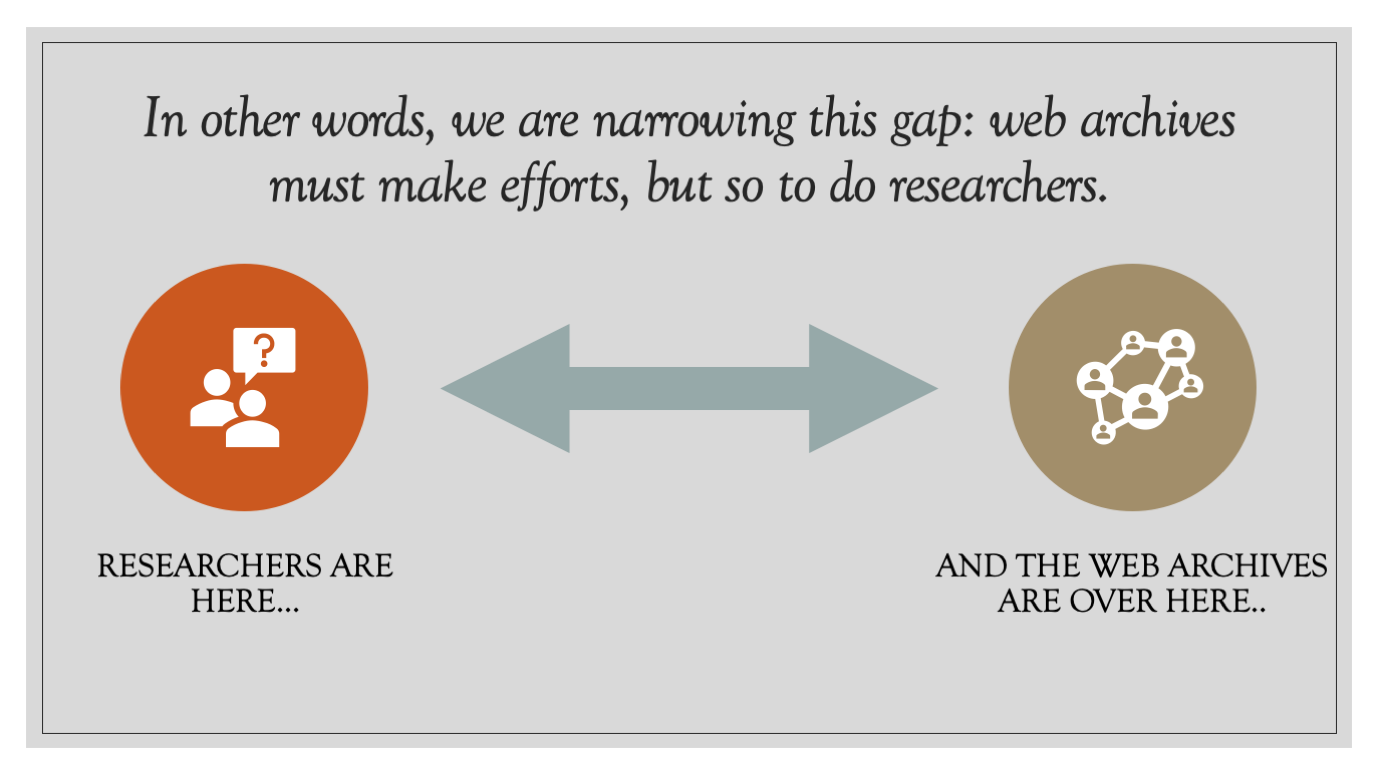 In other words, we are narrowing this gap: web archives
must make efforts, but so to do researchers.
?
RESEARCHERS ARE
HERE...
AND THE WEB ARCHIVES
ARE OVER HERE..